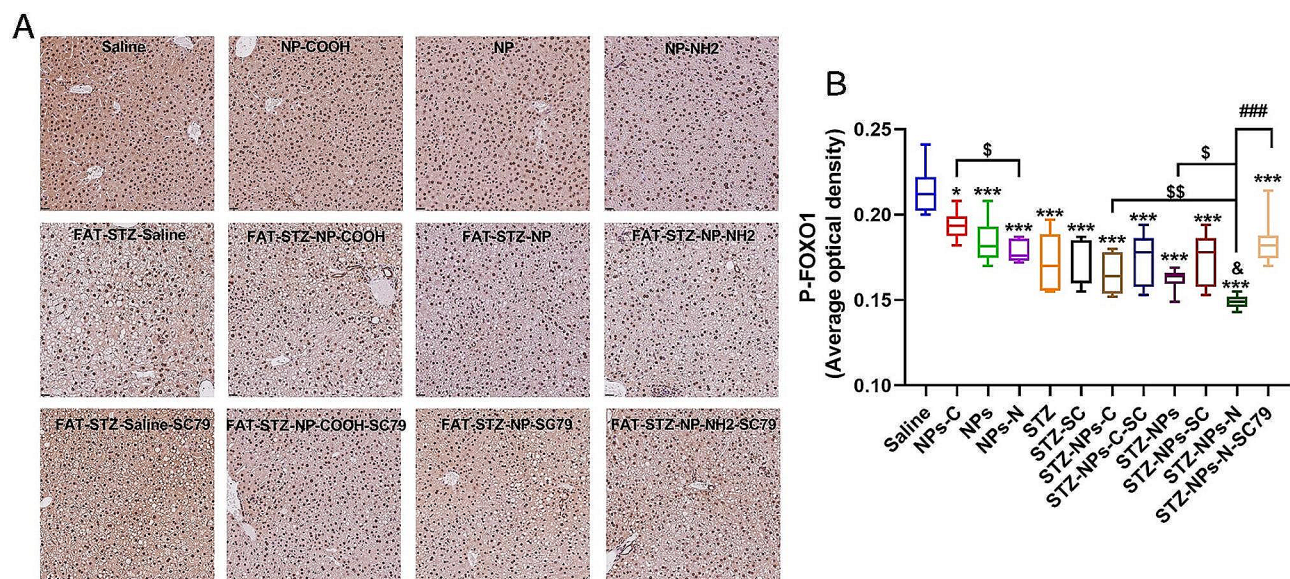 A
Saline
NP-COOH
NP
NP-NH2
FAT-STZ-Saline
FAT-STZ-NP-COOH
FAT-STZ-NP
FAT-STZ-NP-NH2
FAT-STZ-Saline-SC79
FAT-STZ-NP-COOH-SC79
FAT-STZ-NP-SC79
FAT-STZ-NP-NH2-SC79
B
P-FOXO1
(Average optical density)
0.25
0.20
0.15
0.10
###
$
$
$$
*
***
***
***
***
***
***
***
***
&
***
***
Saline
NPs-C
NPs
NPs-N
STZ
STZ-SC
STZ-NPs-C
STZ-NPs-C-SC
STZ-NPs
STZ-NPs-SC
STZ-NPs-N
STZ-NPs-N-SC79